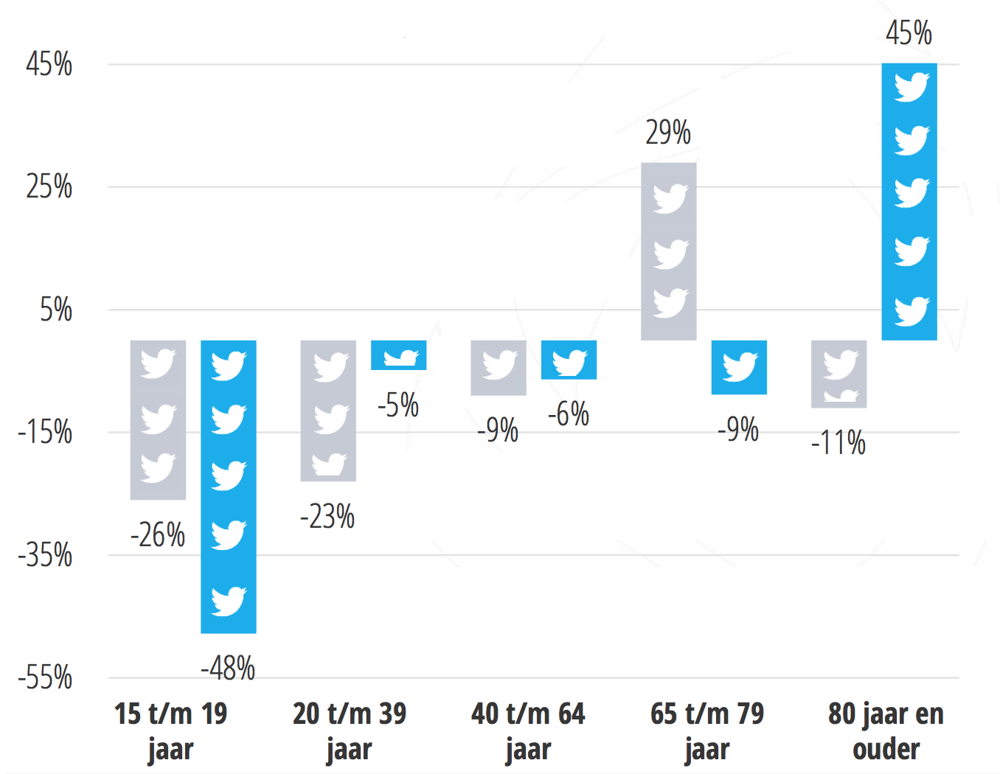 45%
45%
29%
25%
5%
-5%
-6%
-9%
-9%
-11%
-15%
-23%
-26%
-35%
-48%
-55%
15 t/m 19
jaar
20 t/m 39
jaar
40 t/m 64
jaar
65 t/m 79
jaar
80 jaar en
ouder